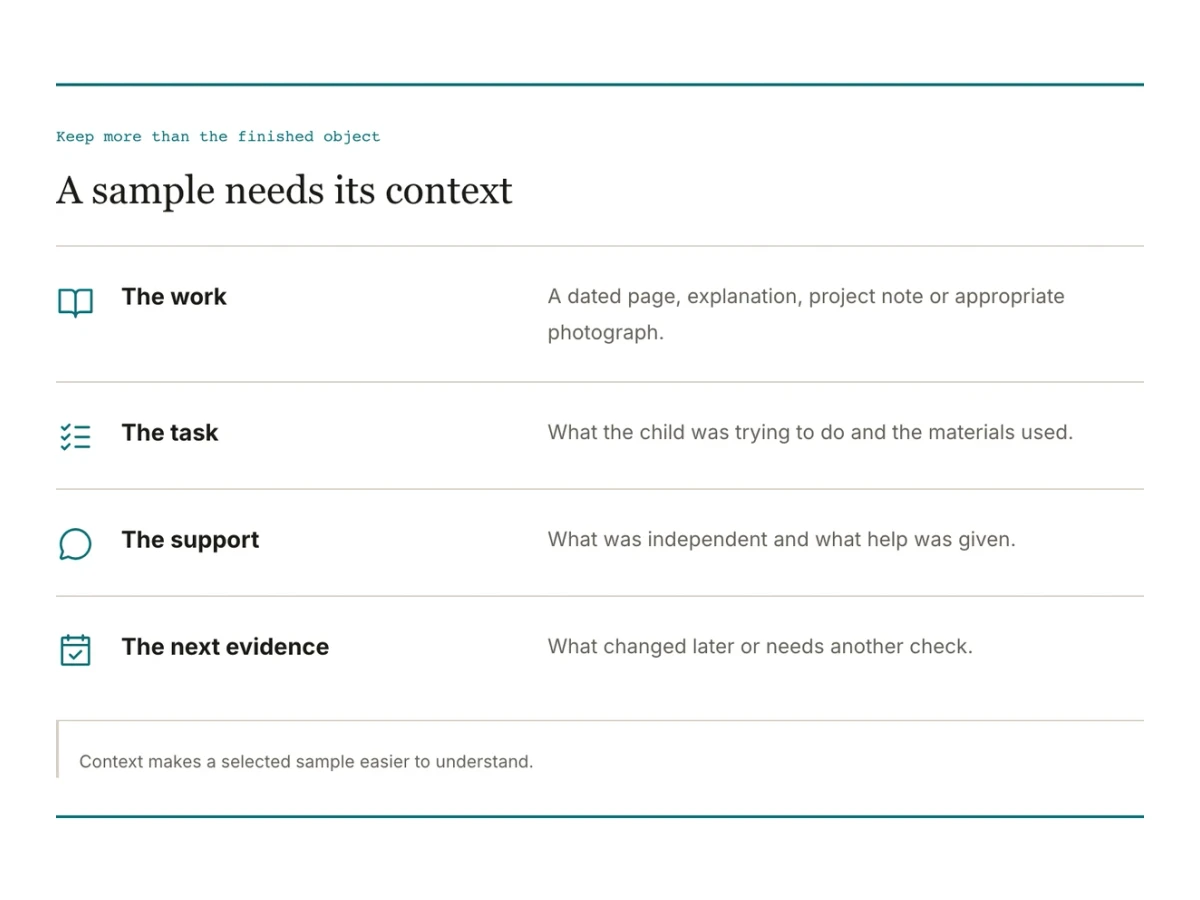 Keep more than the finished object
A sample needs its context
The work
A dated page, explanation, project note or appropriate
photograph.
The task
What the child was trying to do and the materials used.
The support
What was independent and what help was given.
The next evidence
What changed later or needs another check.
Context makes a selected sample easier to understand.